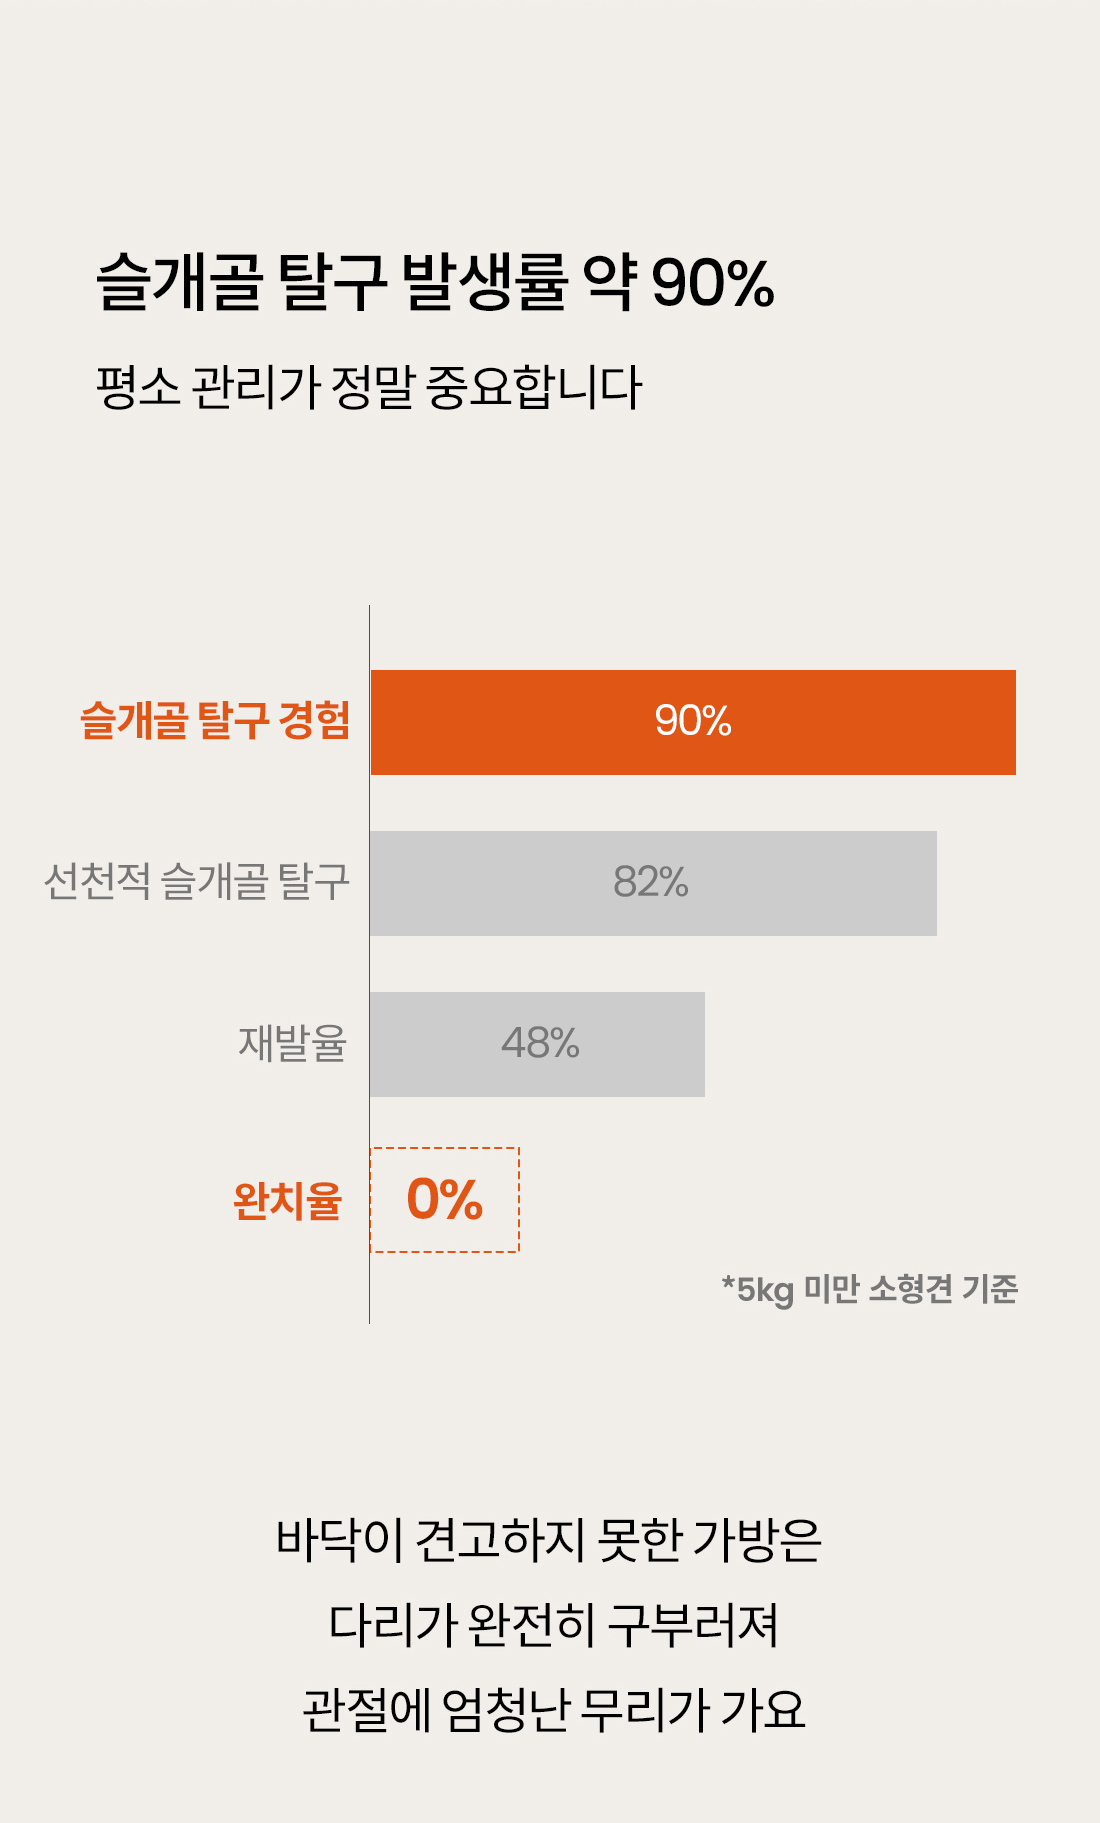 슬개골 탈구 발생률 약 90%
평소 관리가 정말 중요합니다
슬개골 탈구 경험
90%
선천적 슬개골 탈구
82%
재발율
48%
완치율
0%
*5kg 미만 소형견 기준
바닥이 견고하지 못한 가방은
다리가 완전히 구부러져
관절에 엄청난 무리가 가요